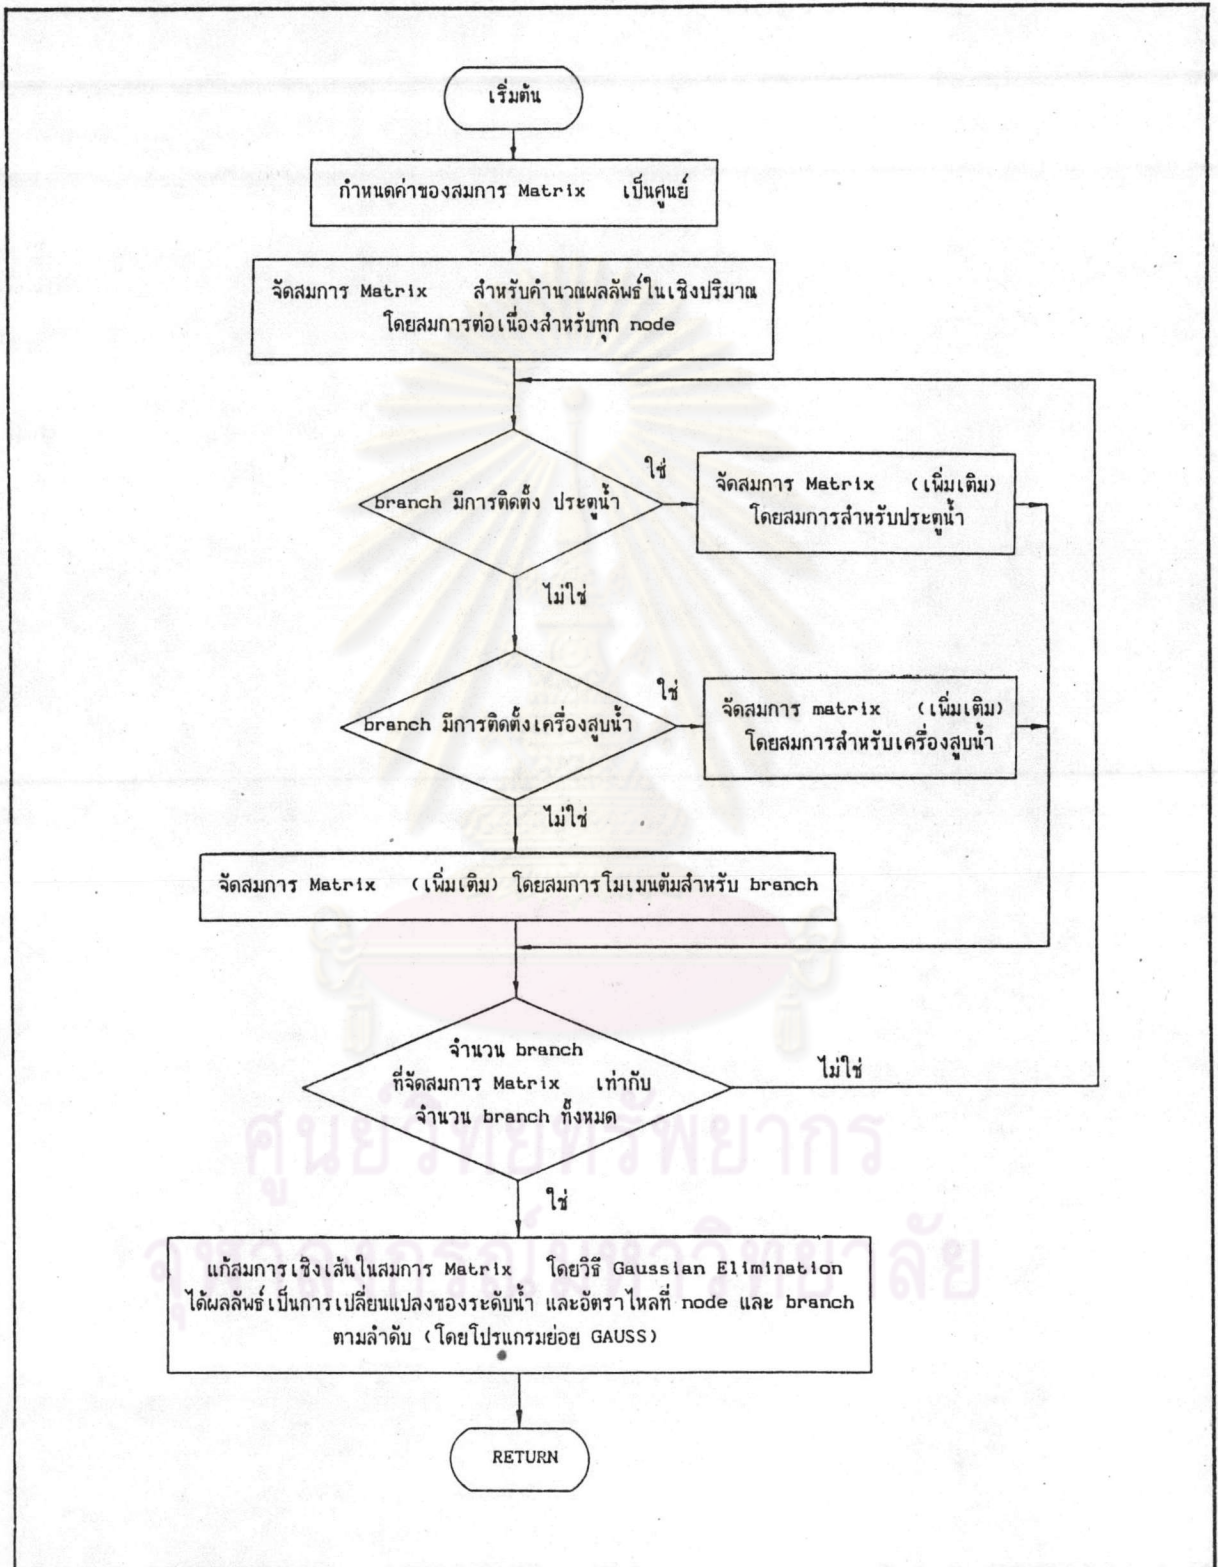 เริ่มต้น
กำหนดค่าของสมการ Matrix เป็นศูนย์
จัดสมการ Matrix สำหรับคำนวณผลลัพธ์ในเชิงปริมาณ
โดยสมการต่อเนื่องสำหรับทุก node
branch มีการติดตั้ง ประตูน้ำ
ใช่
จัดสมการ Matrix (เพิ่มเติม)
โดยสมการสำหรับประตูน้ำ
ไม่ใช่
branch มีการติดตั้งเครื่องสูบน้ำ
ใช่
จัดสมการ matrix (เพิ่มเติม)
โดยสมการสำหรับเครื่องสูบน้ำ
ไม่ใช่
จัดสมการ Matrix (เพิ่มเติม) โดยสมการโมเมนตัมสำหรับ branch
จำนวน branch
ที่จัดสมการ Matrix เท่ากับ
จำนวน branch ทั้งหมด
ไม่ใช่
ใช่
แก้สมการเชิงเส้นในสมการ Matrix โดยวิธี Gaussian Elimination
ได้ผลลัพธ์เป็นการเปลี่ยนแปลงของระดับน้ำ และอัตราไหลที่ node และ branch
ตามลำดับ (โดยโปรแกรมย่อย GAUSS)
RETURN
ศูนย์วิทยทรัพยากร
จุฬาลงกรณ์มหาวิทยาลัย